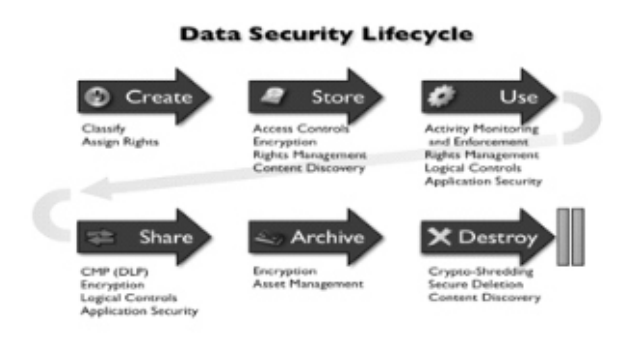 Data Security Lifecycle
Create
Classify
Assign Rights
Store
Access Controls
Encryption
Rights Management
Content Discovery
Use
Activity Monitoring
and Enforcement
Rights Management
Logical Controls
Application Security
Share
CMP (DLP)
Encryption
Logical Controls
Application Security
Archive
Encryption
Asset Management
Destroy
Crypto-Shredding
Secure Deletion
Content Discovery